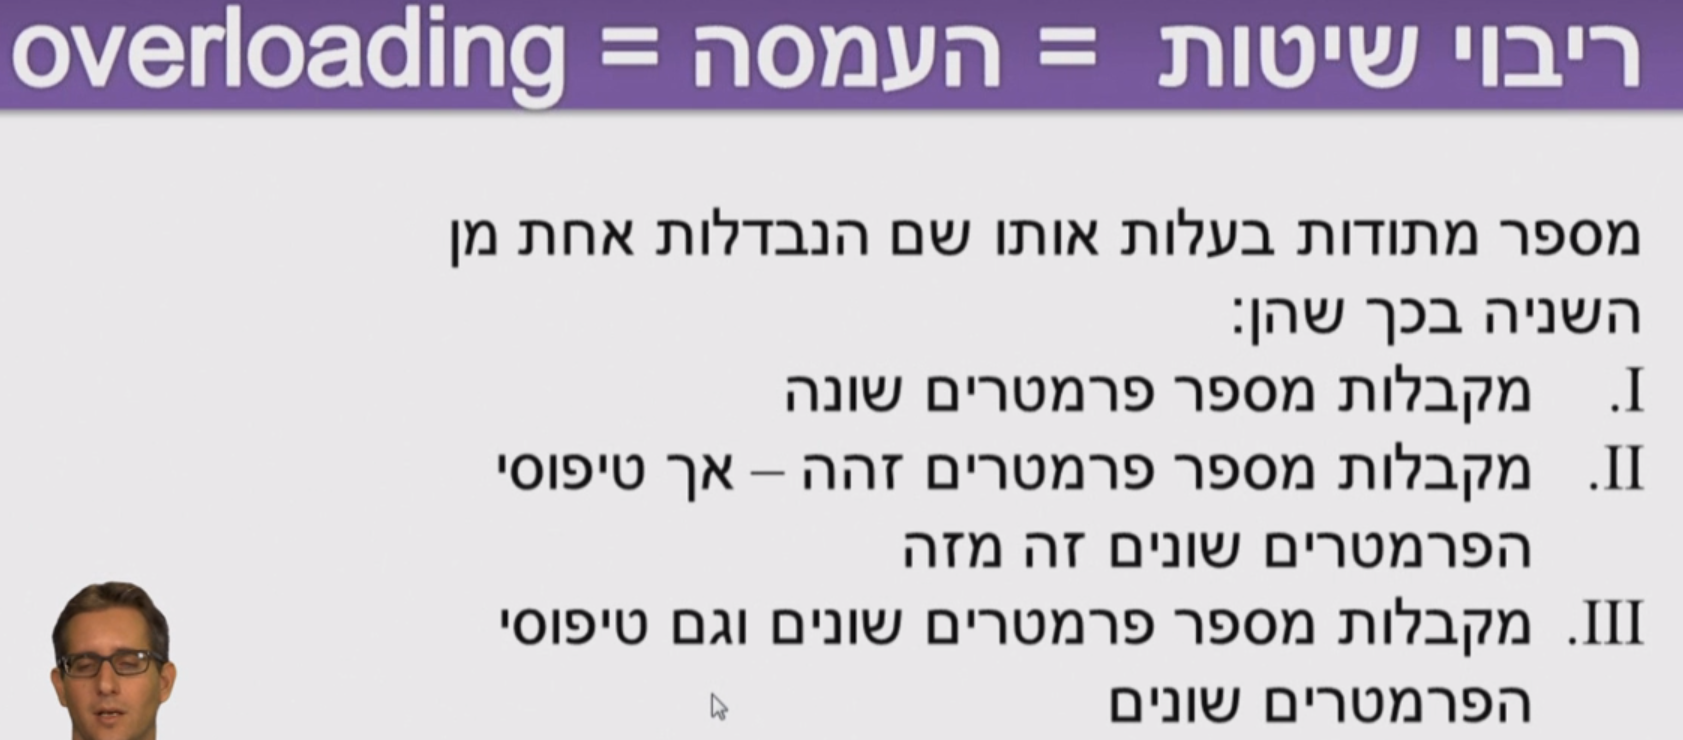 ריבוי שיטות = העמסה = overloading
מספר מתודות בעלות אותו שם הנבדלות אחת מן
השניה בכך שהן:
I. מקבלות מספר פרמטרים שונה
II. מקבלות מספר פרמטרים זהה – אך טיפוסי
הפרמטרים שונים זה מזה
III. מקבלות מספר פרמטרים שונים וגם טיפוסי
הפרמטרים שונים